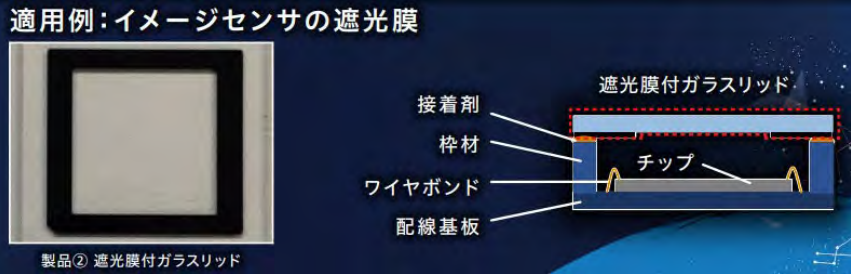 適用例：イメージセンサの遮光膜
遮光膜付ガラスリッド
接着剤
枠材
チップ
ワイヤボンド
配線基板
製品② 遮光膜付ガラスリッド